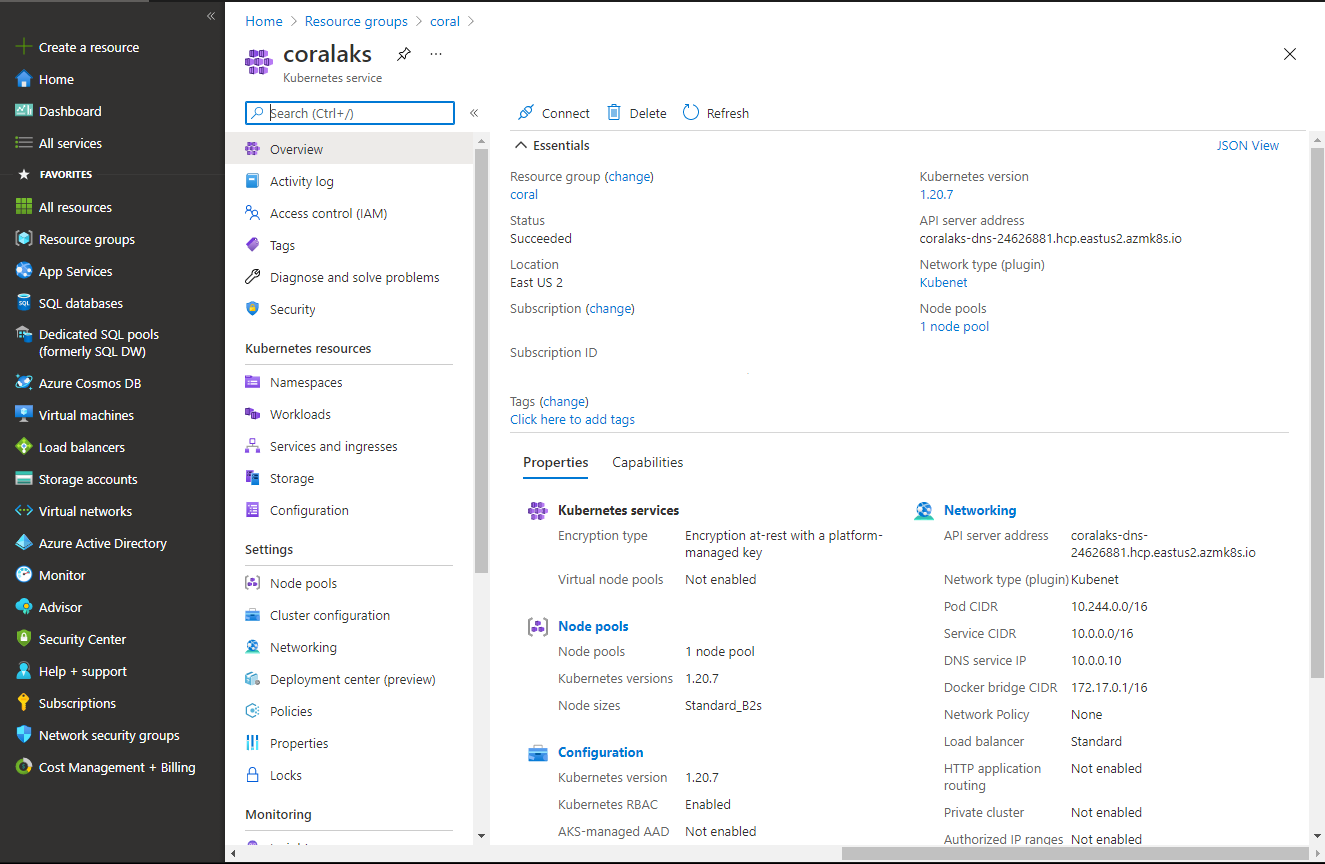 «
Create a resource
Home
Dashboard
All services
FAVORITES
All resources
Resource groups
App Services
SQL databases
Dedicated SQL pools
(formerly SQL DW)
Azure Cosmos DB
Virtual machines
Load balancers
Storage accounts
Virtual networks
Azure Active Directory
Monitor
Advisor
Security Center
Help + support
Subscriptions
Network security groups
Cost Management + Billing
Home > Resource groups > coral >
coralaks
...
Kubernetes service
Search (Ctrl+/)
«
Overview
Activity log
Access control (IAM)
Tags
Diagnose and solve problems
Security
Kubernetes resources
Namespaces
Workloads
Services and ingresses
Storage
Configuration
Settings
Node pools
Cluster configuration
Networking
Deployment center (preview)
Policies
Properties
Locks
Monitoring
Connect Delete Refresh
Essentials
JSON View
Resource group (change)
coral
Status
Succeeded
Location
East US 2
Subscription (change)
Subscription ID
Tags (change)
Click here to add tags
Kubernetes version
1.20.7
API server address
coralaks-dns-24626881.hcp.eastus2.azmk8s.io
Network type (plugin)
Kubenet
Node pools
1 node pool
Properties Capabilities
Kubernetes services
Encryption type Encryption at-rest with a platform-
managed key
Virtual node pools Not enabled
Node pools
Node pools 1 node pool
Kubernetes versions 1.20.7
Node sizes Standard_B2s
Configuration
Kubernetes version 1.20.7
Kubernetes RBAC Enabled
AKS-managed AAD Not enabled
Networking
API server address coralaks-dns-
24626881.hcp.eastus2.azmk8s.io
Network type (plugin) Kubenet
Pod CIDR 10.244.0.0/16
Service CIDR 10.0.0.0/16
DNS service IP 10.0.0.10
Docker bridge CIDR 172.17.0.1/16
Network Policy None
Load balancer Standard
HTTP application Not enabled
routing
Private cluster Not enabled
Authorized IP ranges Not enabled